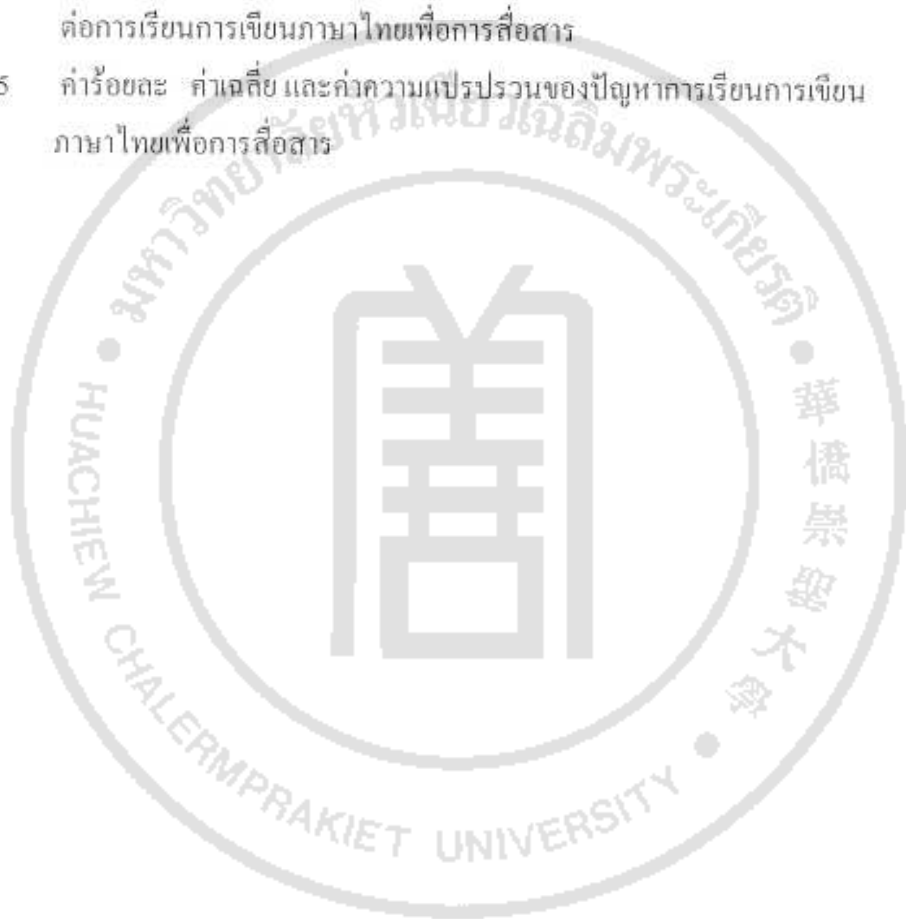 ต่อการเรียนการเขียนภาษาไทยเพื่อการสื่อสาร
5 ค่าร้อยละ ค่าเฉลี่ย และค่าความแปรปรวนของปัญหาการเรียนการเขียน
ภาษาไทยเพื่อการสื่อสาร
มหาวิทยาลัยหัวเฉียวเฉลิมพระเกียรติ
華僑崇聖大學
HUACHIEW CHALERMPRAKIET UNIVERSITY